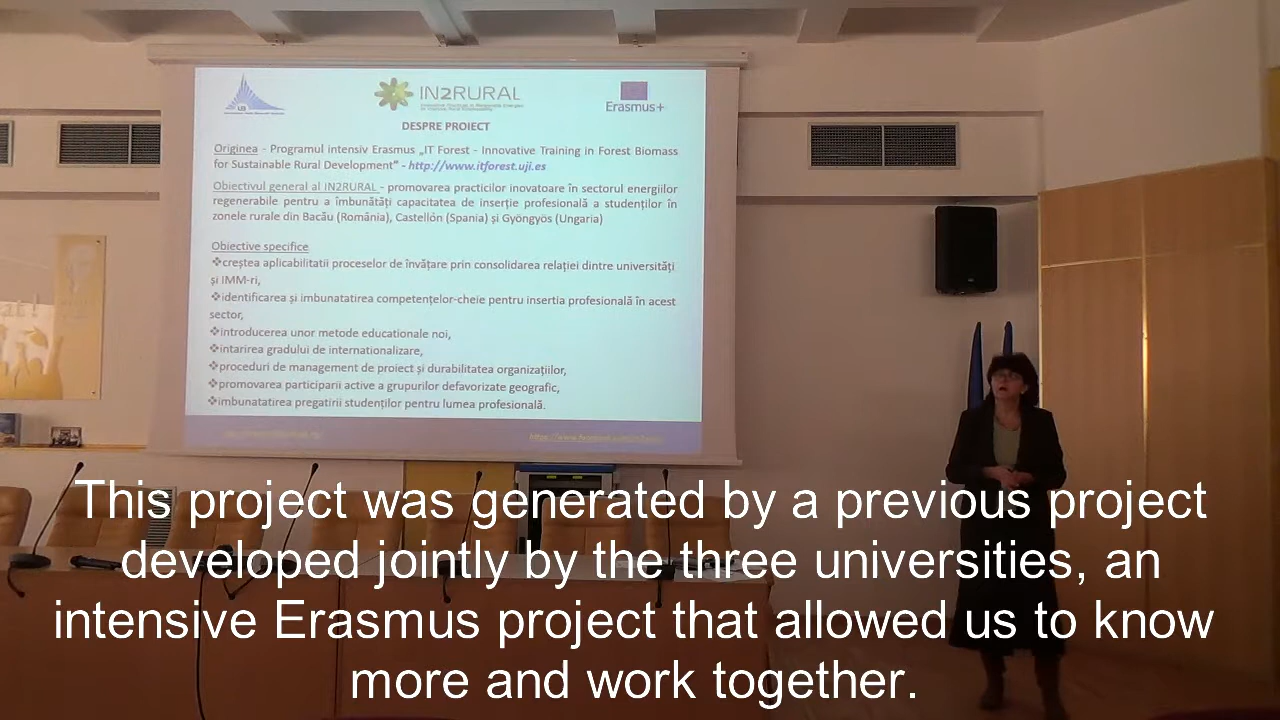 IN2RURAL
Erasmus+
DESPRE PROIECT
Originea - Programul intensiv Erasmus „IT Forest - Innovative Training in Forest Biomass
for Sustainable Rural Development" - http://www.itforest.uji.es
Obiectivul general al IN2RURAL - promovarea practicilor inovatoare în sectorul energiilor
regenerabile pentru a îmbunătăți capacitatea de inserție profesională a studenților în
zonele rurale din Bacău (România), Castellón (Spania) și Gyöngyös (Ungaria)
Obiective specifice
❖creștea aplicabilitatii proceselor de învățare prin consolidarea relației dintre universități
și IMM-ri,
❖identificarea și imbunatatirea competențelor-cheie pentru insertia profesională în acest
sector,
❖introducerea unor metode educationale noi,
❖intarirea gradului de internationalizare,
❖proceduri de management de proiect și durabilitatea organizațiilor,
❖promovarea participarii active a grupurilor defavorizate geografic,
❖imbunatatirea pregatirii studenților pentru lumea profesională.
This project was generated by a previous project
developed jointly by the three universities, an
intensive Erasmus project that allowed us to know
more and work together.